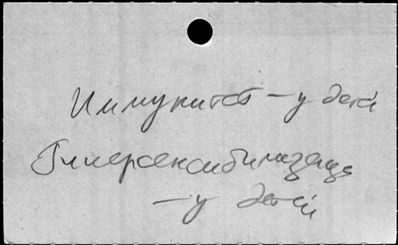 Иммунитет – у детей
Гиперсенсибилизация
– у детей